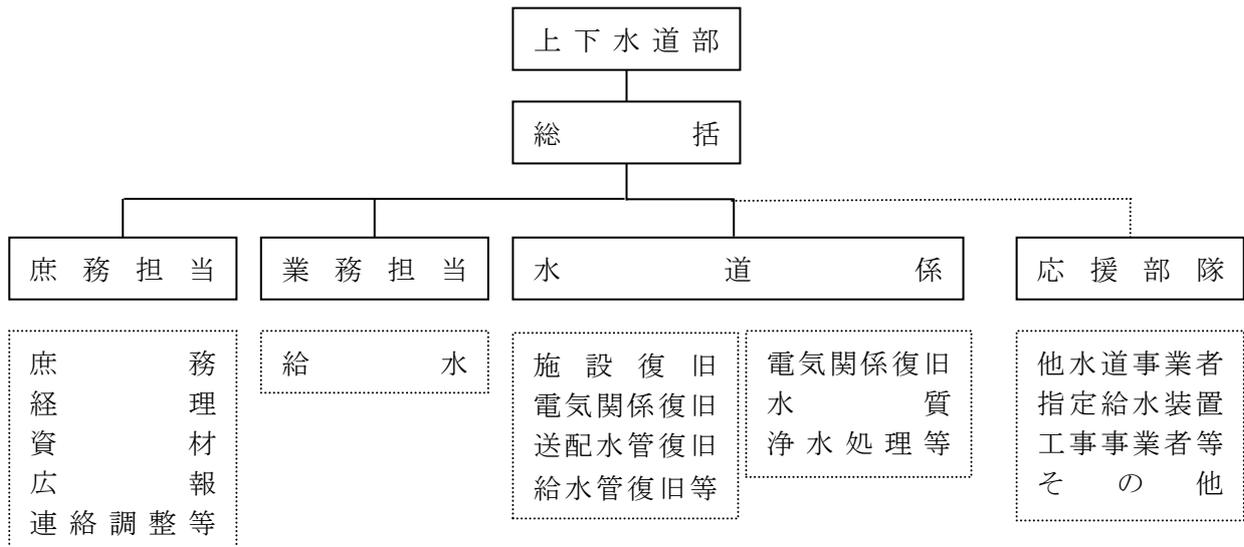 上下水道部
総括
庶務担当
業務担当
水道係
応援部隊
庶務
経理
資材
広報
連絡調整等
給水
施設復旧
電気関係復旧
送配水管復旧
給水管復旧等
電気関係復旧
水質
浄水処理等
他水道事業者
指定給水装置
工事事業者等
その他